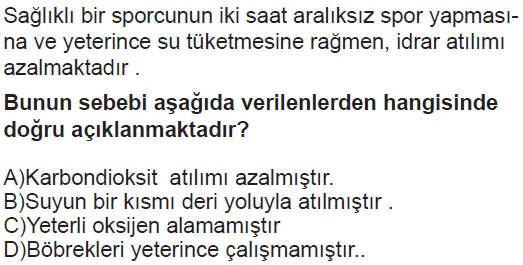 Sağlıklı bir sporcunun iki saat aralıksız spor yapması-
na ve yeterince su tüketmesine rağmen, idrar atılımı
azalmaktadır .
Bunun sebebi aşağıda verilenlerden hangisinde
doğru açıklanmaktadır?
A)Karbondioksit  atılımı azalmıştır.
B)Suyun bir kısmı deri yoluyla atılmıştır .
C)Yeterli oksijen alamamıştır
D)Böbrekleri yeterince çalışmamıştır..